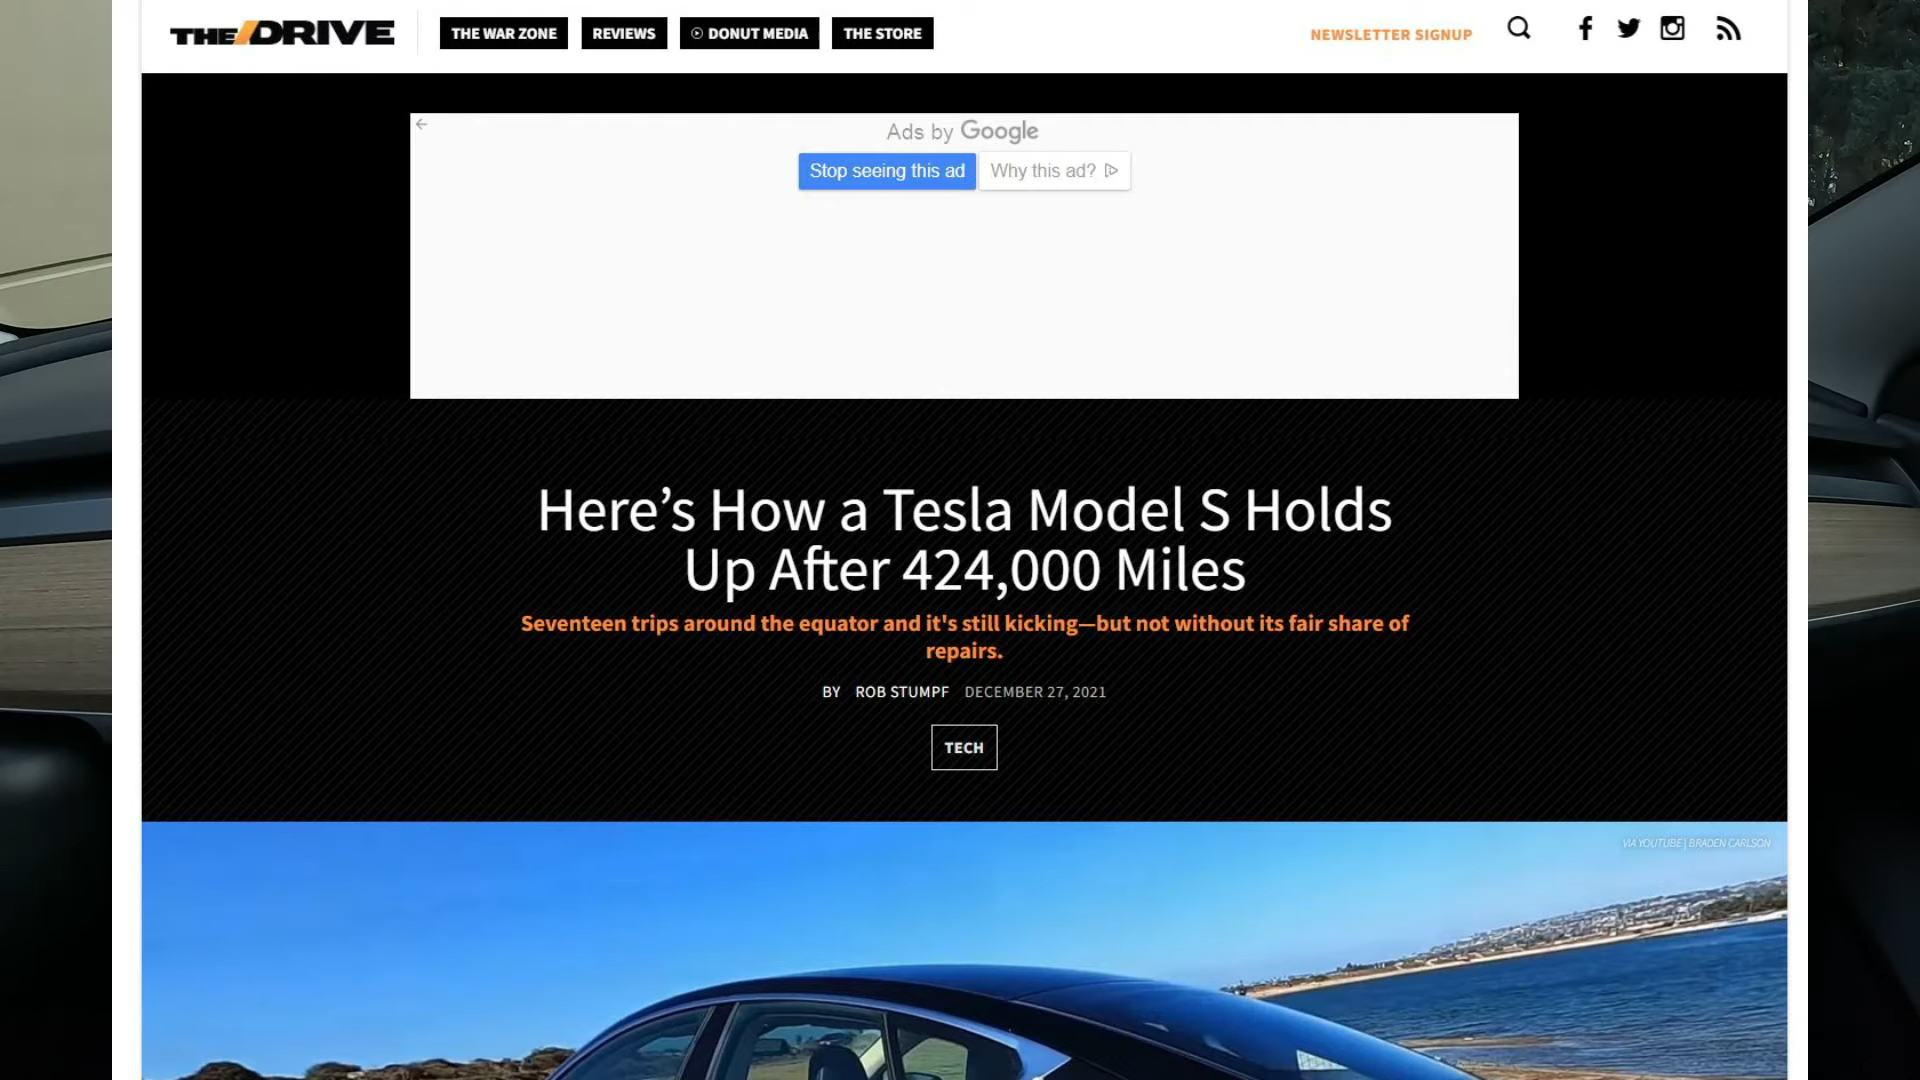 THE DRIVE
THE WAR ZONE
REVIEWS
DONUT MEDIA
THE STORE
NEWSLETTER SIGNUP
Ads by Google
Stop seeing this ad
Why this ad?
Here’s How a Tesla Model S Holds
Up After 424,000 Miles
Seventeen trips around the equator and it's still kicking—but not without its fair share of
repairs.
BY ROB STUMPF DECEMBER 27, 2021
TECH
VIA YOUTUBE | BRADEN CARLSON